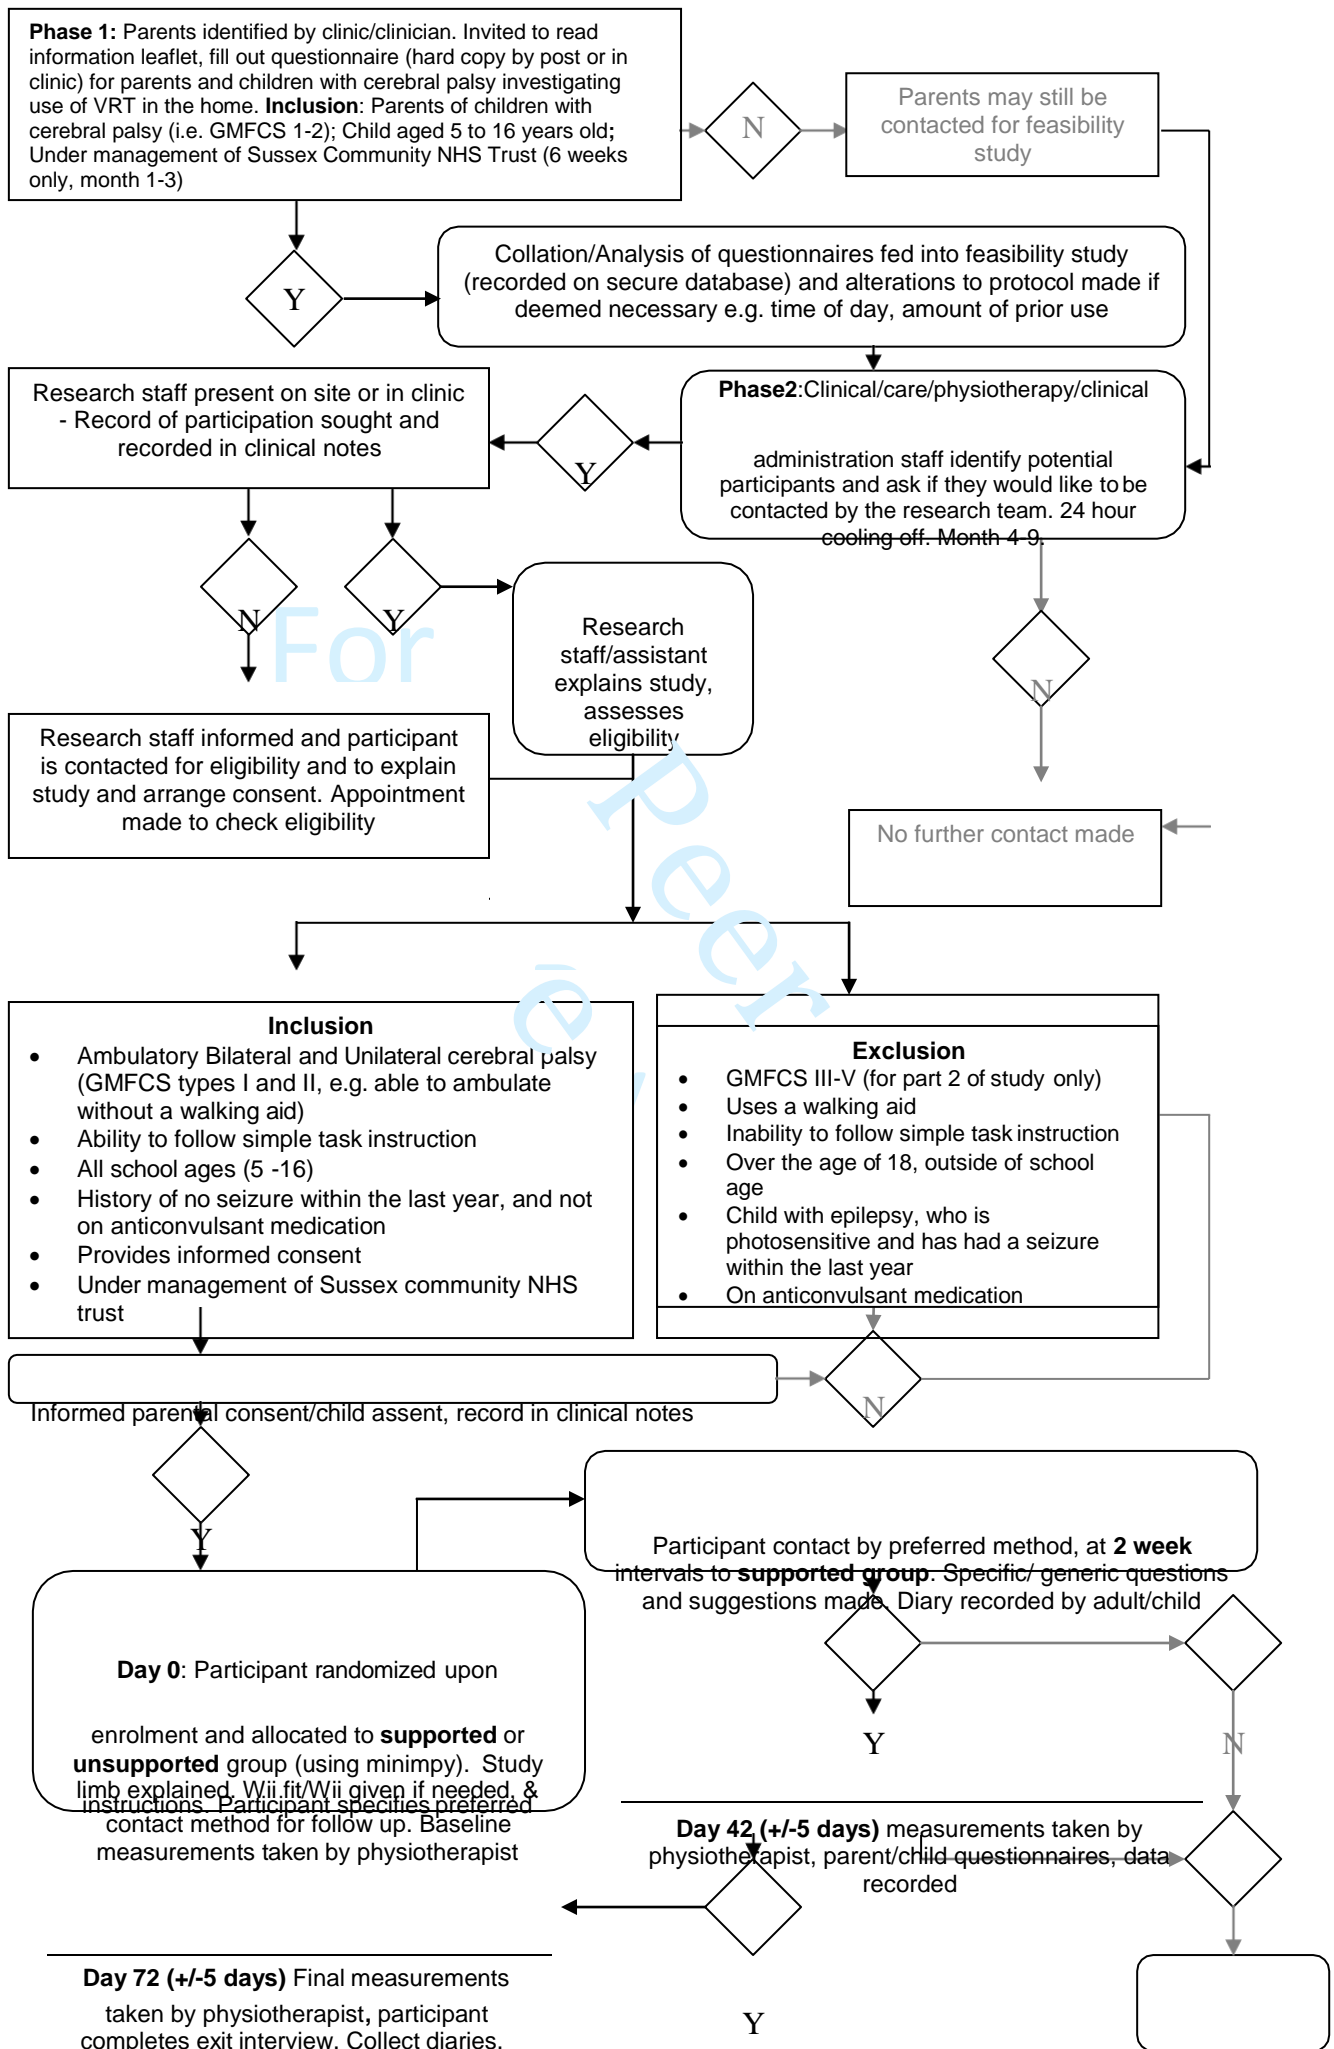 Phase 1: Parents identified by clinic/clinician. Invited to read
information leaflet, fill out questionnaire (hard copy by post or in
clinic) for parents and children with cerebral palsy investigating
use of VRT in the home. Inclusion: Parents of children with
cerebral palsy (i.e. GMFCS 1-2); Child aged 5 to 16 years old;
Under management of Sussex Community NHS Trust (6 weeks
only, month 1-3)
N
Parents may still be
contacted for feasibility
study
Y
Collation/Analysis of questionnaires fed into feasibility study
(recorded on secure database) and alterations to protocol made if
deemed necessary e.g. time of day, amount of prior use
Research staff present on site or in clinic
- Record of participation sought and
recorded in clinical notes
Y
Phase2:Clinical/care/physiotherapy/clinical
administration staff identify potential
participants and ask if they would like to be
contacted by the research team. 24 hour
cooling off. Month 4-9.
N
Y
For
Research
staff/assistant
explains study,
assesses
eligibility
N
Research staff informed and participant
is contacted for eligibility and to explain
study and arrange consent. Appointment
made to check eligibility
Peer
No further contact made
Inclusion
• Ambulatory Bilateral and Unilateral cerebral palsy
(GMFCS types I and II, e.g. able to ambulate
without a walking aid)
• Ability to follow simple task instruction
• All school ages (5 -16)
• History of no seizure within the last year, and not
on anticonvulsant medication
• Provides informed consent
• Under management of Sussex community NHS
trust
Exclusion
• GMFCS III-V (for part 2 of study only)
• Uses a walking aid
• Inability to follow simple task instruction
• Over the age of 18, outside of school
age
• Child with epilepsy, who is
photosensitive and has had a seizure
within the last year
• On anticonvulsant medication
Informed parental consent/child assent, record in clinical notes
N
Y
Participant contact by preferred method, at 2 week
intervals to supported group. Specific/ generic questions
and suggestions made. Diary recorded by adult/child
Day 0: Participant randomized upon
enrolment and allocated to supported or
unsupported group (using minimpy). Study
limb explained. Wii fit/Wii given if needed, &
instructions. Participant specifies preferred
contact method for follow up. Baseline
measurements taken by physiotherapist
Y
N
Day 42 (+/-5 days) measurements taken by
physiotherapist, parent/child questionnaires, data
recorded
Day 72 (+/-5 days) Final measurements
taken by physiotherapist, participant
completes exit interview. Collect diaries.
Y